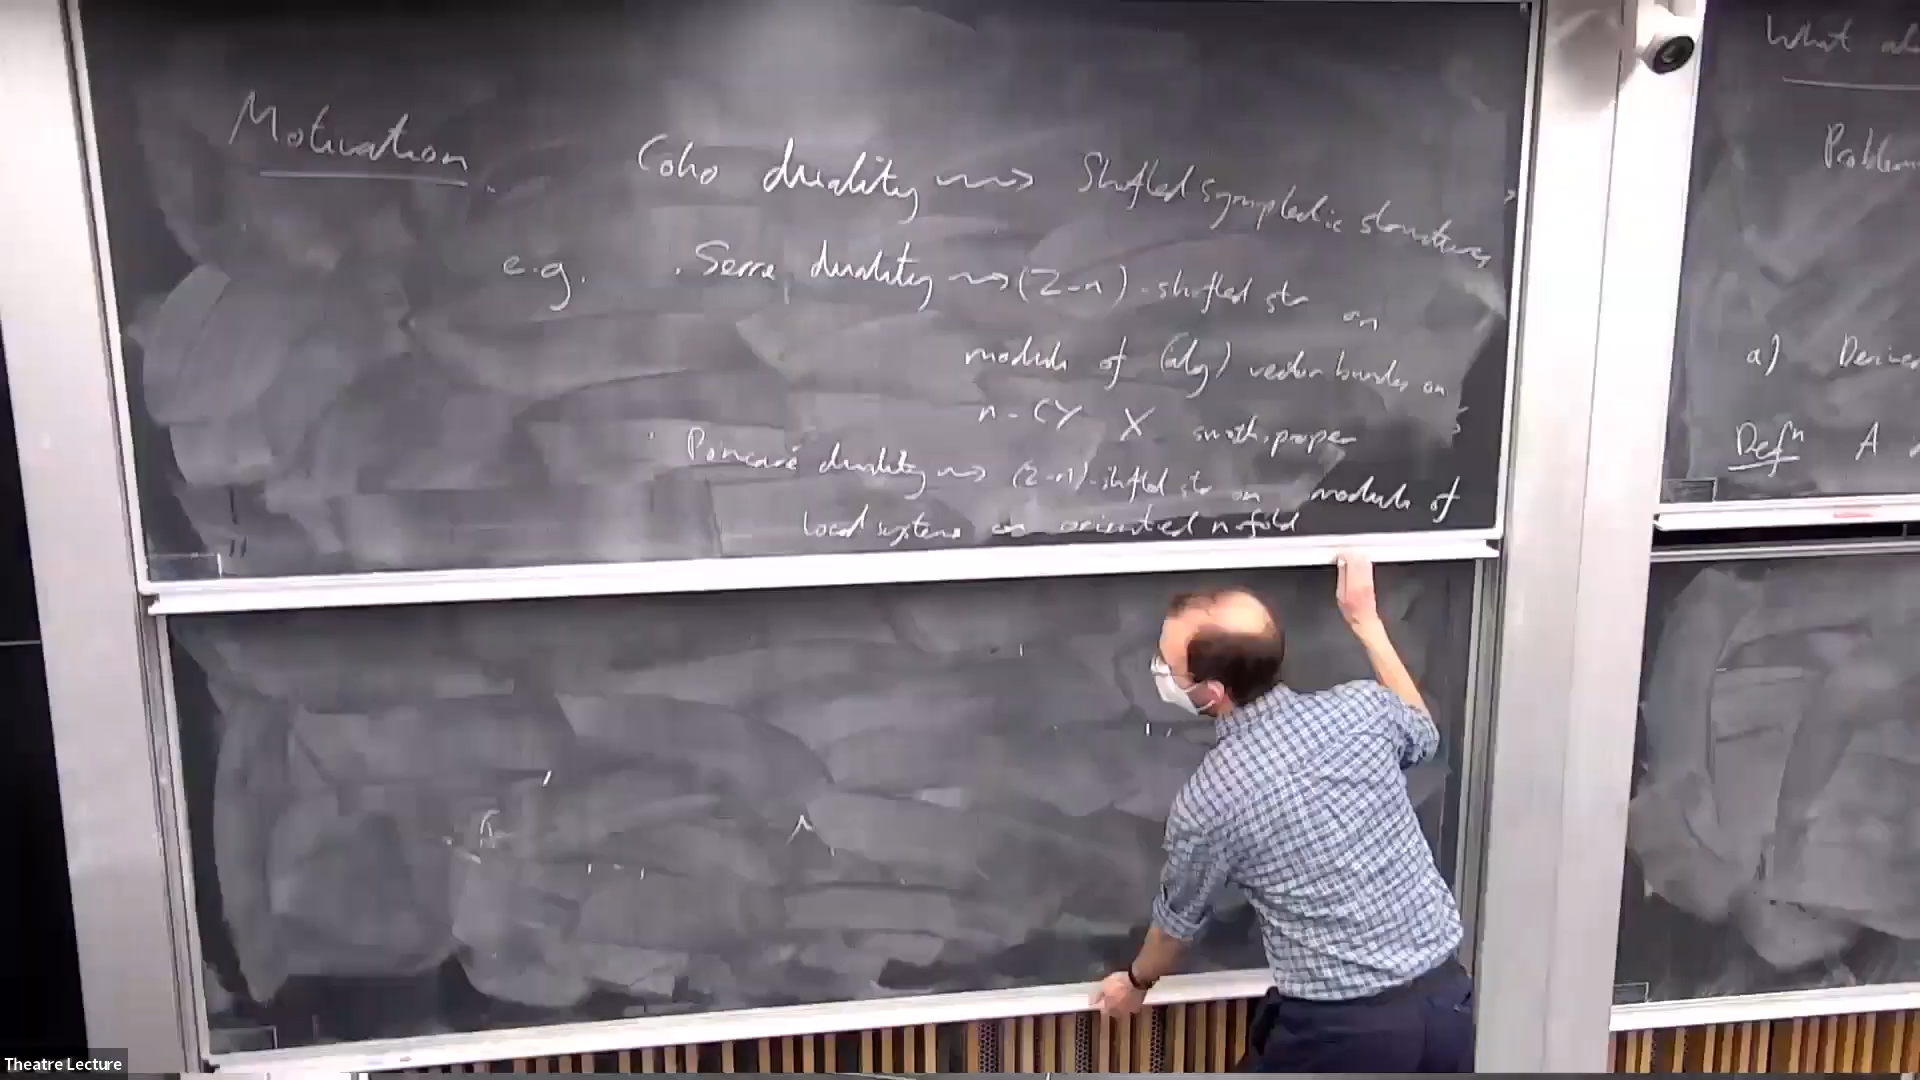 Motivation
Coho duality ⇝ Shifted symplectic structures
e.g. . Serre duality ⇝ (2-n)-shifted str on
moduli of (alg) vector bundles on
n-CY X smooth, proper
. Poincaré duality ⇝ (2-n)-shifted str on moduli of
local systems on oriented n-fold
What
Problem
a)
Defⁿ A
Theatre Lecture